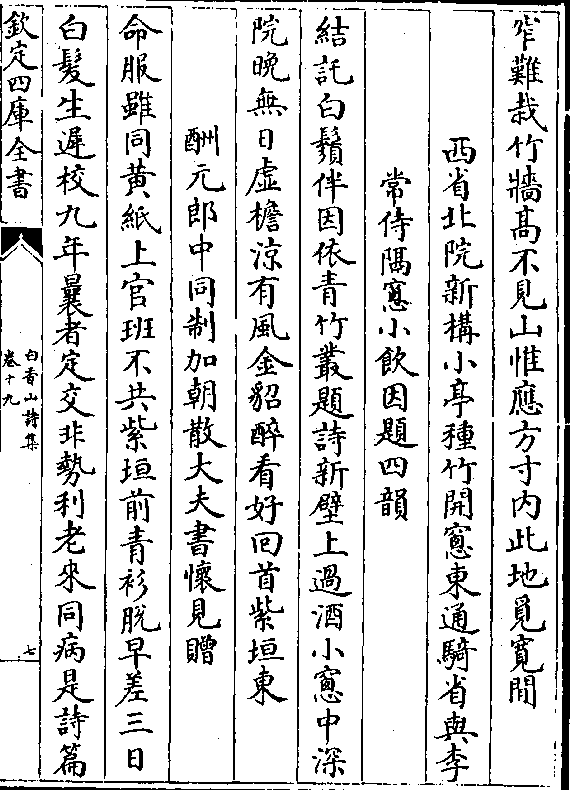 窄難栽竹牆髙不見山惟應方寸内此地覓寛閒
西省北院新構小亭種竹開窻東通騎省與李
常侍隔窻小飲因題四韻
結託白鬚伴因依青竹叢題詩新壁上過酒小窻中深
院晩無日虚檐涼有風金貂醉看好回首紫垣東
酬元郎中同制加朝散大夫書懷見贈
命服雖同黄紙上官班不共紫垣前青衫脱早差三日
白髪生遲校九年曩者定交非勢利老來同病是詩篇
欽定四庫全書
白香山詩集
卷十九
七